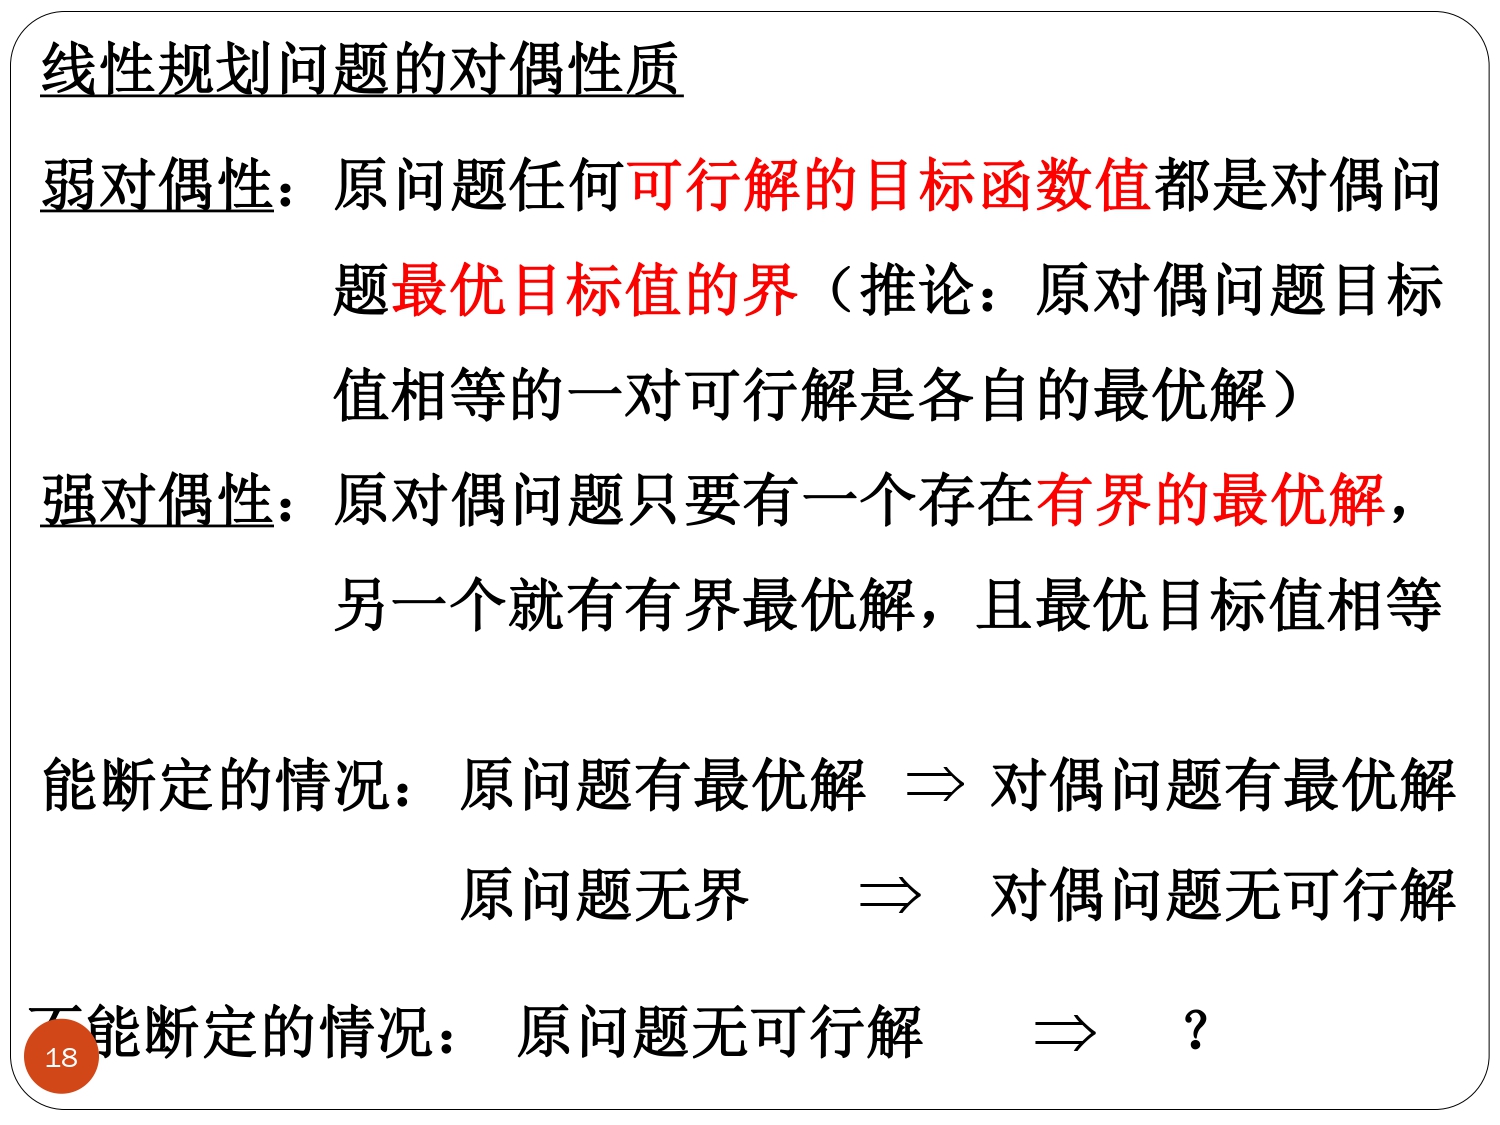 线性规划问题的对偶性质
弱对偶性：原问题任何可行解的目标函数值都是对偶问
题最优目标值的界（推论：原对偶问题目标
值相等的一对可行解是各自的最优解）
强对偶性：原对偶问题只要有一个存在有界的最优解，
另一个就有有界最优解，且最优目标值相等
能断定的情况： 原问题有最优解 ⇒ 对偶问题有最优解
原问题无界 ⇒ 对偶问题无可行解
不能断定的情况： 原问题无可行解 ⇒ ？
18